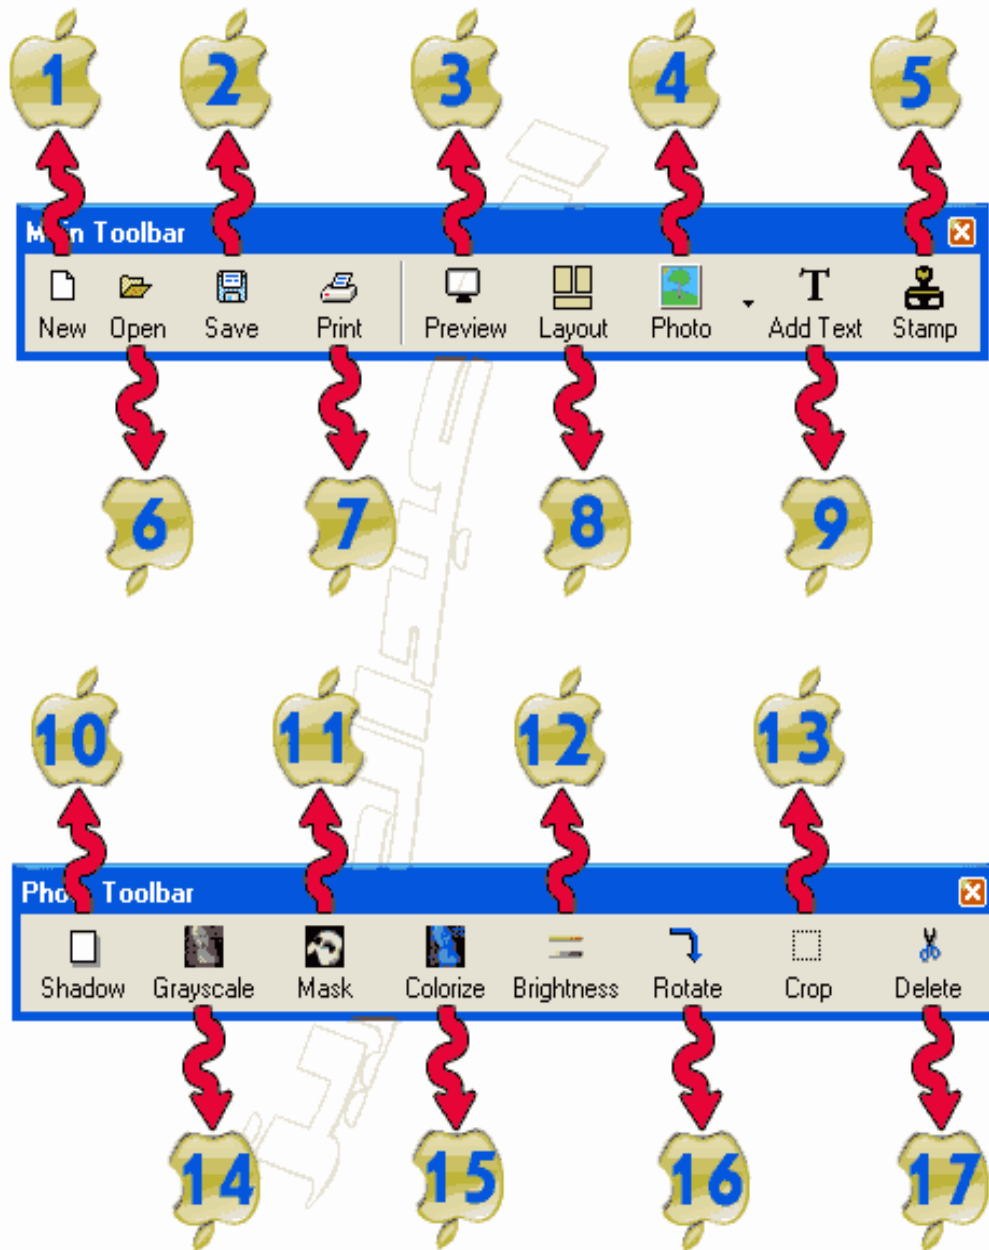 1 2 3 4 5
Main Toolbar
New Open Save Print Preview Layout Photo Add Text Stamp
6 7 8 9
10 11 12 13
Photo Toolbar
Shadow Grayscale Mask Colorize Brightness Rotate Crop Delete
14 15 16 17